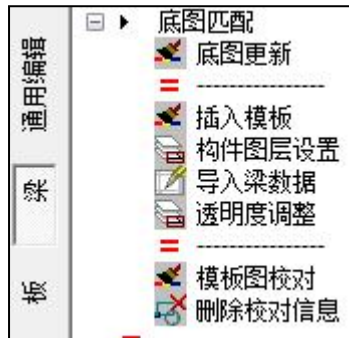 通用编辑
梁
板
底图匹配
底图更新
= ---------------
插入模板
构件图层设置
导入梁数据
透明度调整
= ---------------
模板图校对
删除校对信息